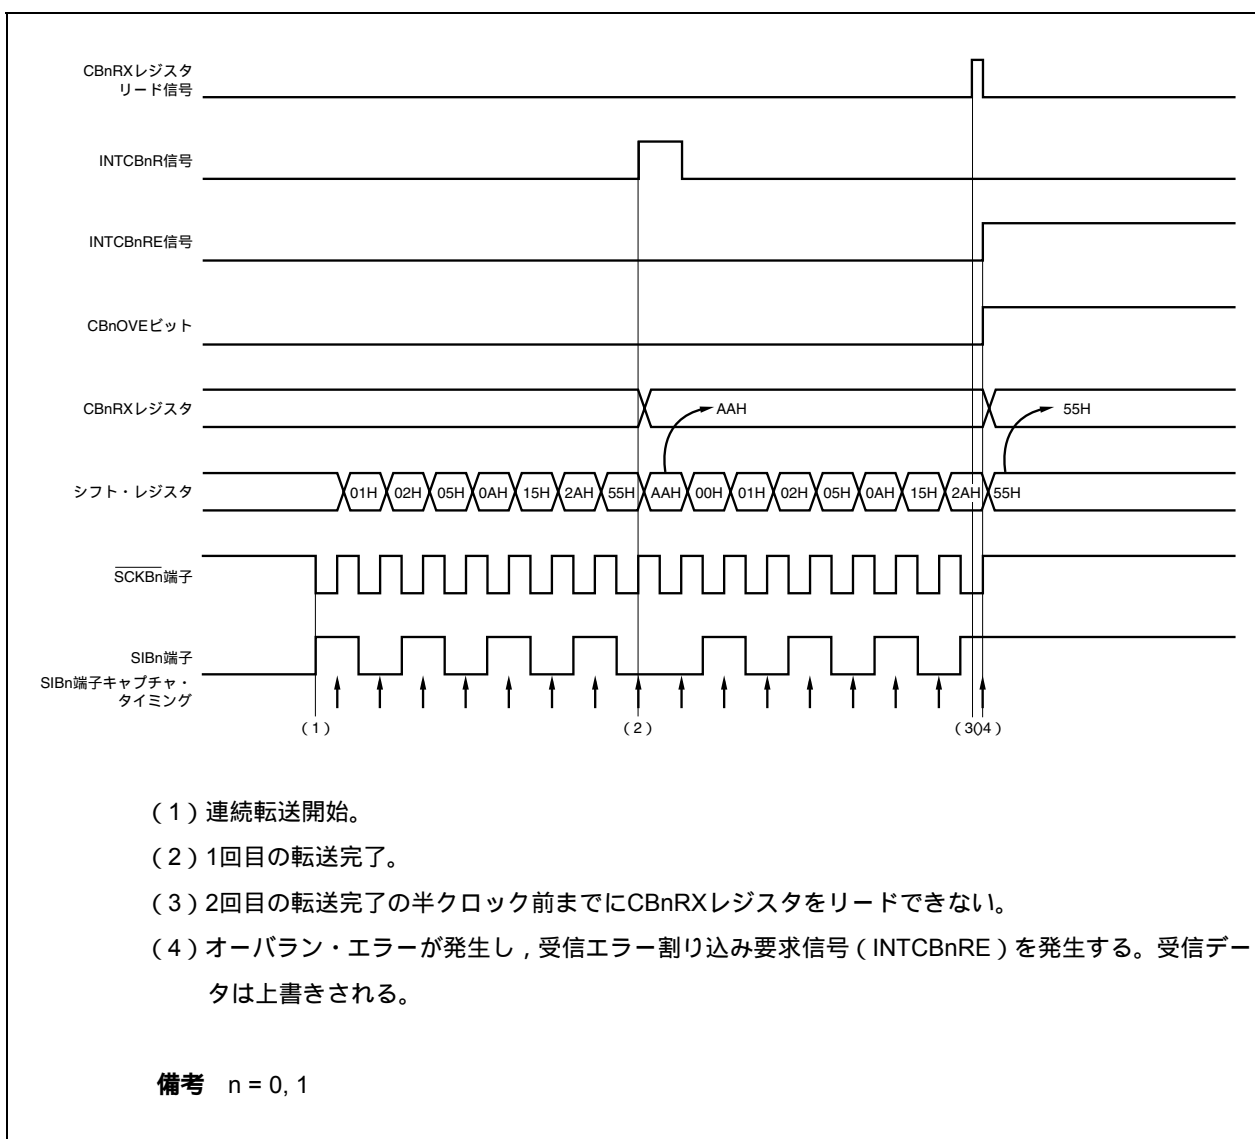 CBnRXレジスタ
リード信号
INTCBnR信号
INTCBnRE信号
CBnOVEビット
CBnRXレジスタ
AAH
55H
シフト・レジスタ
01H 02H 05H 0AH 15H 2AH 55H AAH 00H 01H 02H 05H 0AH 15H 2AH 55H
SCKBn端子
SIBn端子
SIBn端子キャプチャ・
タイミング
(1) (2) (3)(4)
(1)連続転送開始。
(2)1回目の転送完了。
(3)2回目の転送完了の半クロック前までにCBnRXレジスタをリードできない。
(4)オーバラン・エラーが発生し,受信エラー割り込み要求信号(INTCBnRE)を発生する。受信デー
タは上書きされる。
備考 n = 0, 1